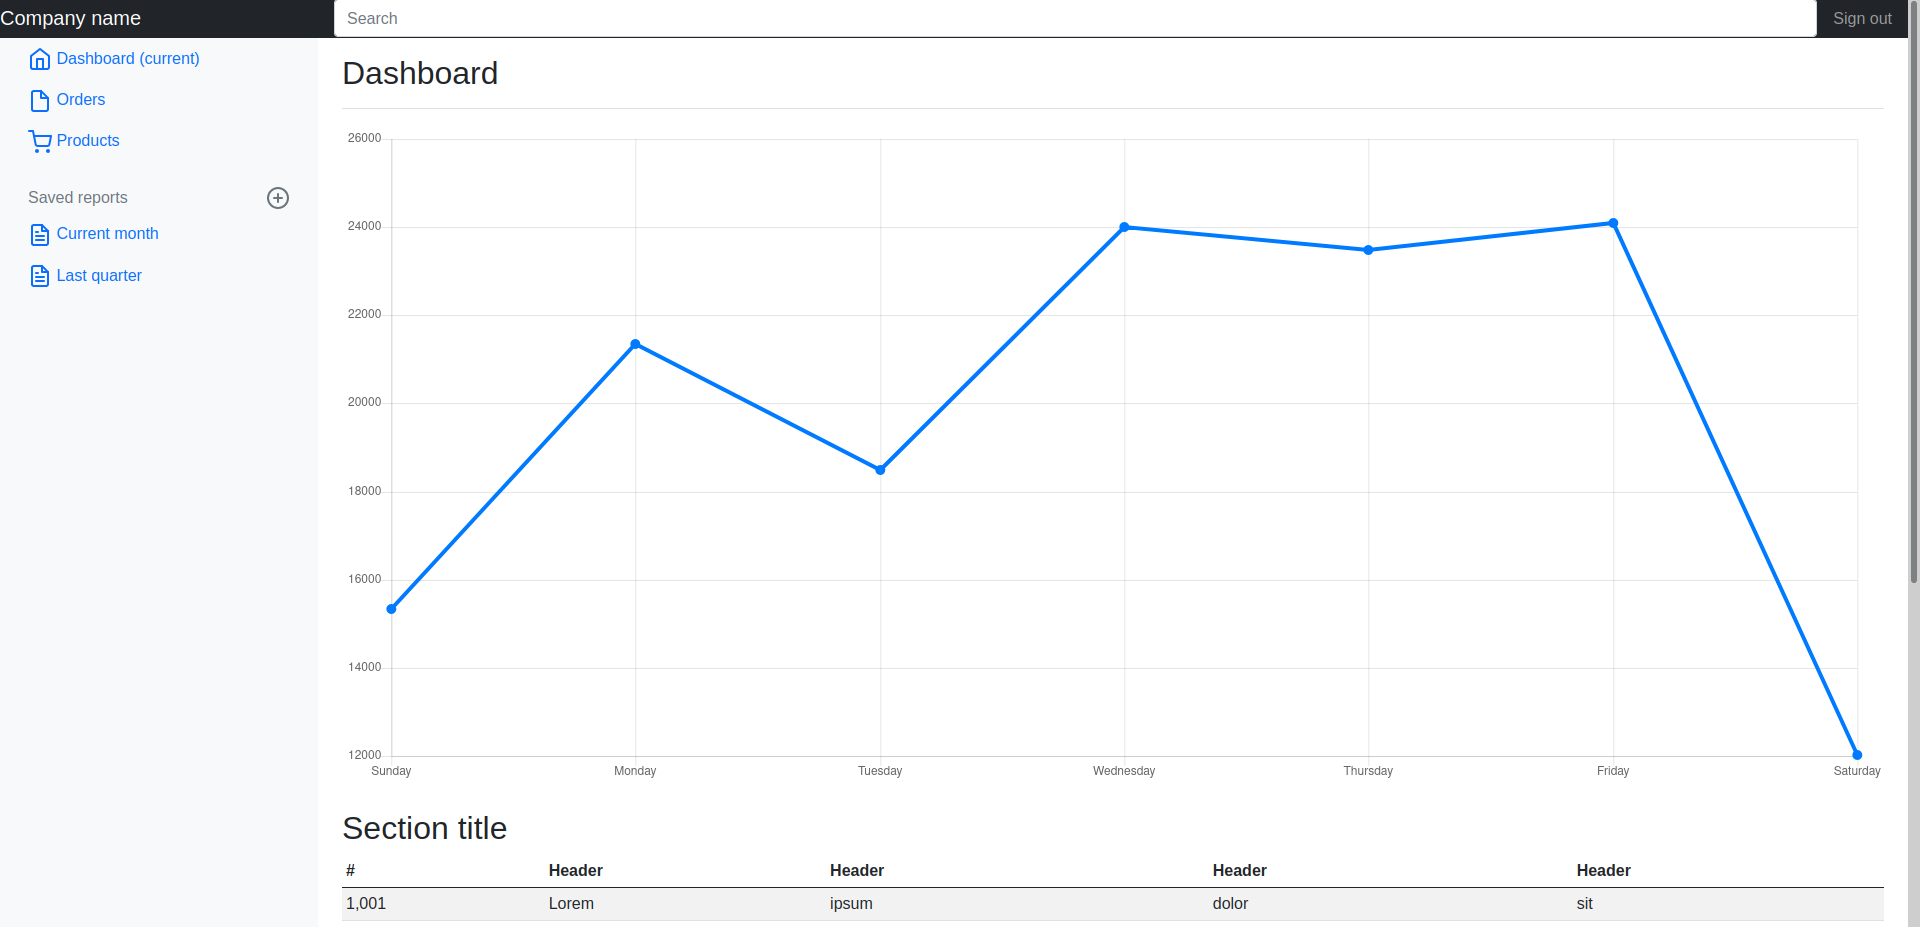 Company name
Search
Sign out
Dashboard (current)
Orders
Products
Saved reports
Current month
Last quarter
Dashboard
26000
24000
22000
20000
18000
16000
14000
12000
Sunday Monday Tuesday Wednesday Thursday Friday Saturday
Section title
# Header Header Header Header
1,001 Lorem ipsum dolor sit